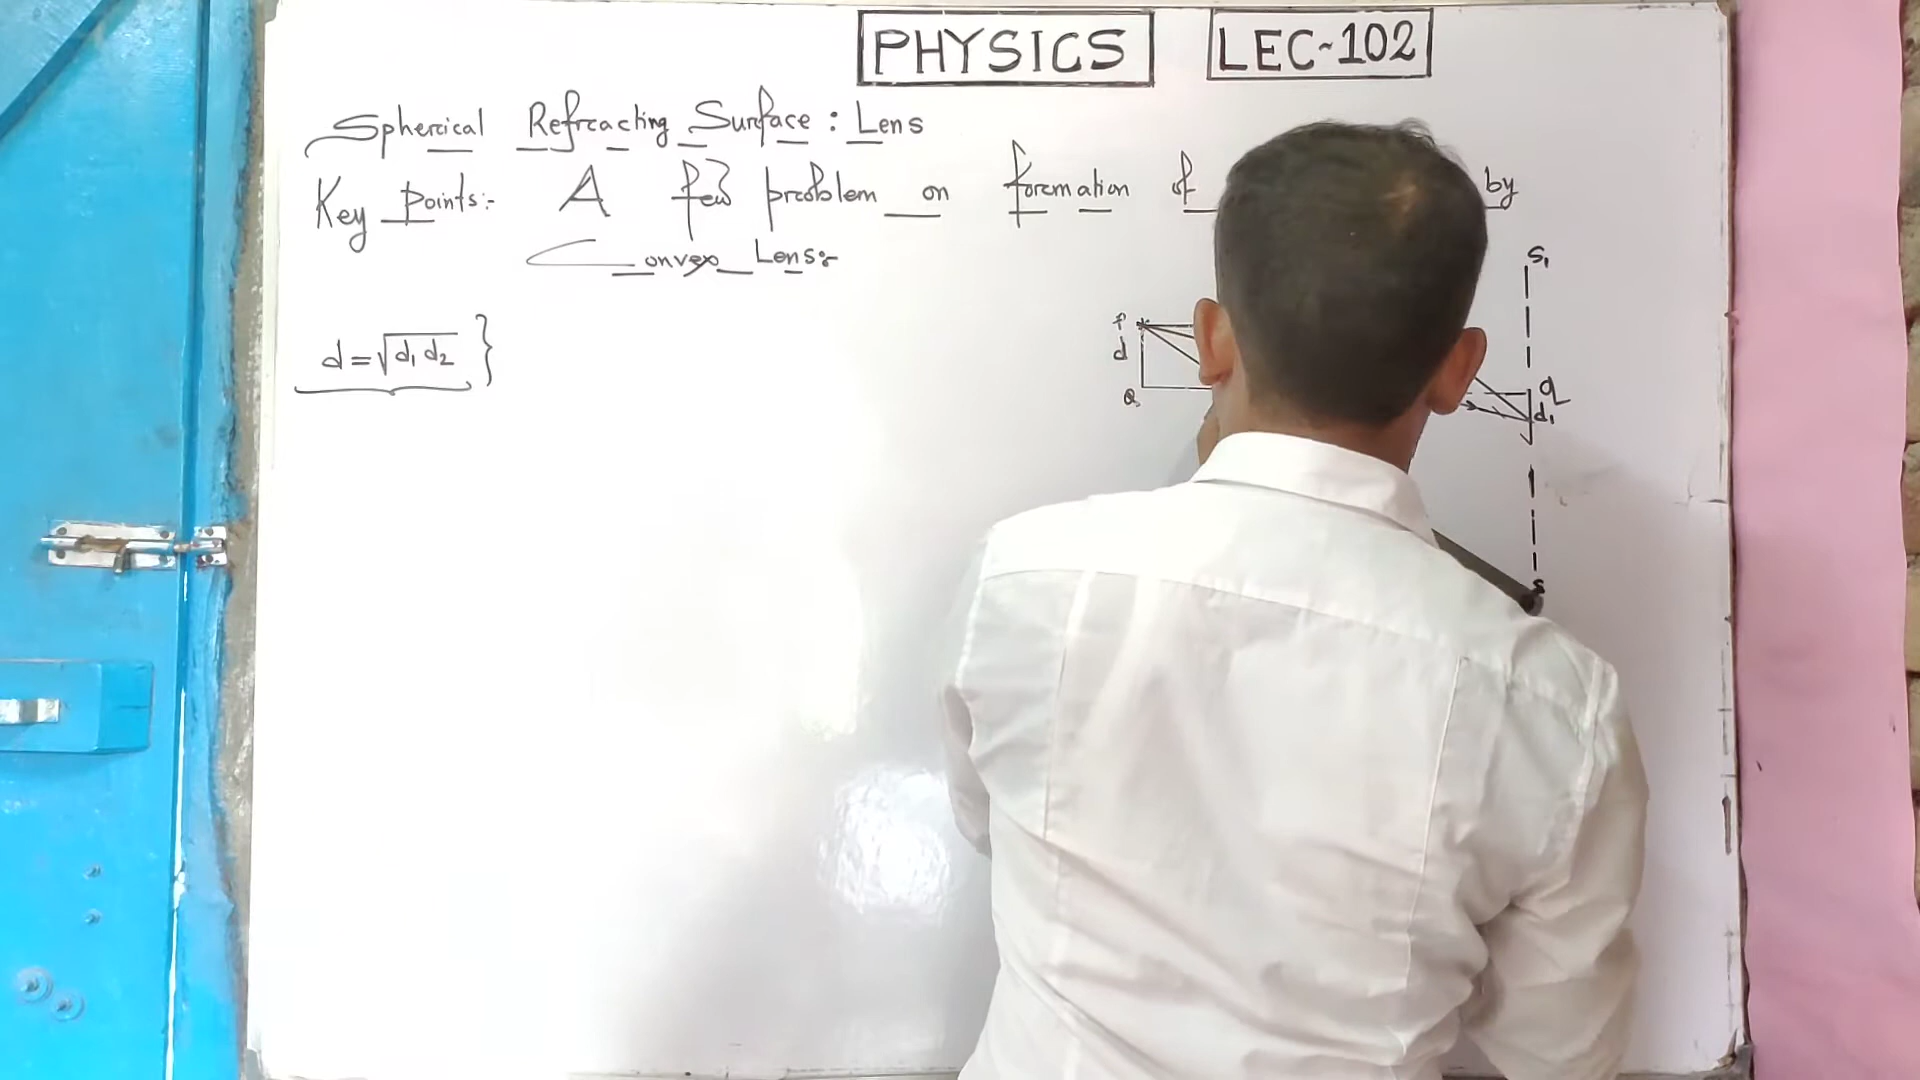 PHYSICS LEC-102
Spherical Refracting Surface : Lens
Key Points:- A few problem on formation of by
Convex Lens:-
d = √d₁ d₂ }
S₁
P
d
Q
q
d₁
S